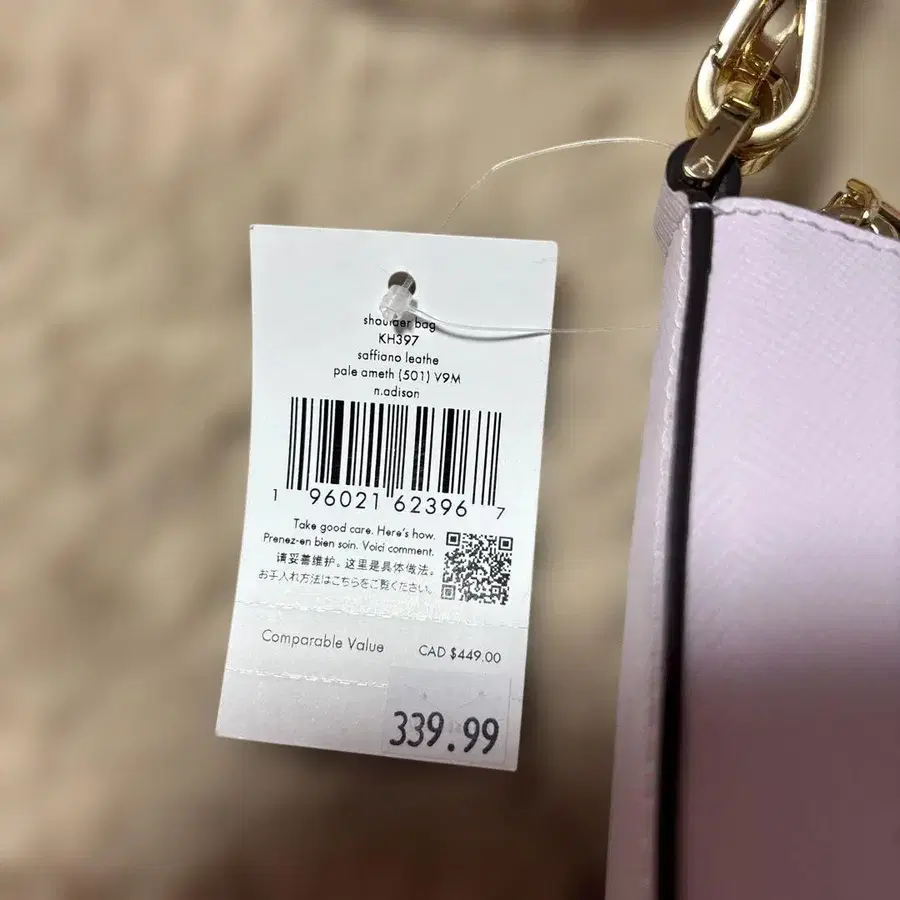 shoulder bag
KH397
saffiano leathe
pale ameth (501) V9M
n.adison
1 96021 62396 7
Take good care. Here's how.
Prenez-en bien soin. Voici comment.
请妥善维护。这里是具体做法。
お手入れ方法はこちらをご覧ください。
Comparable Value CAD $449.00
339.99